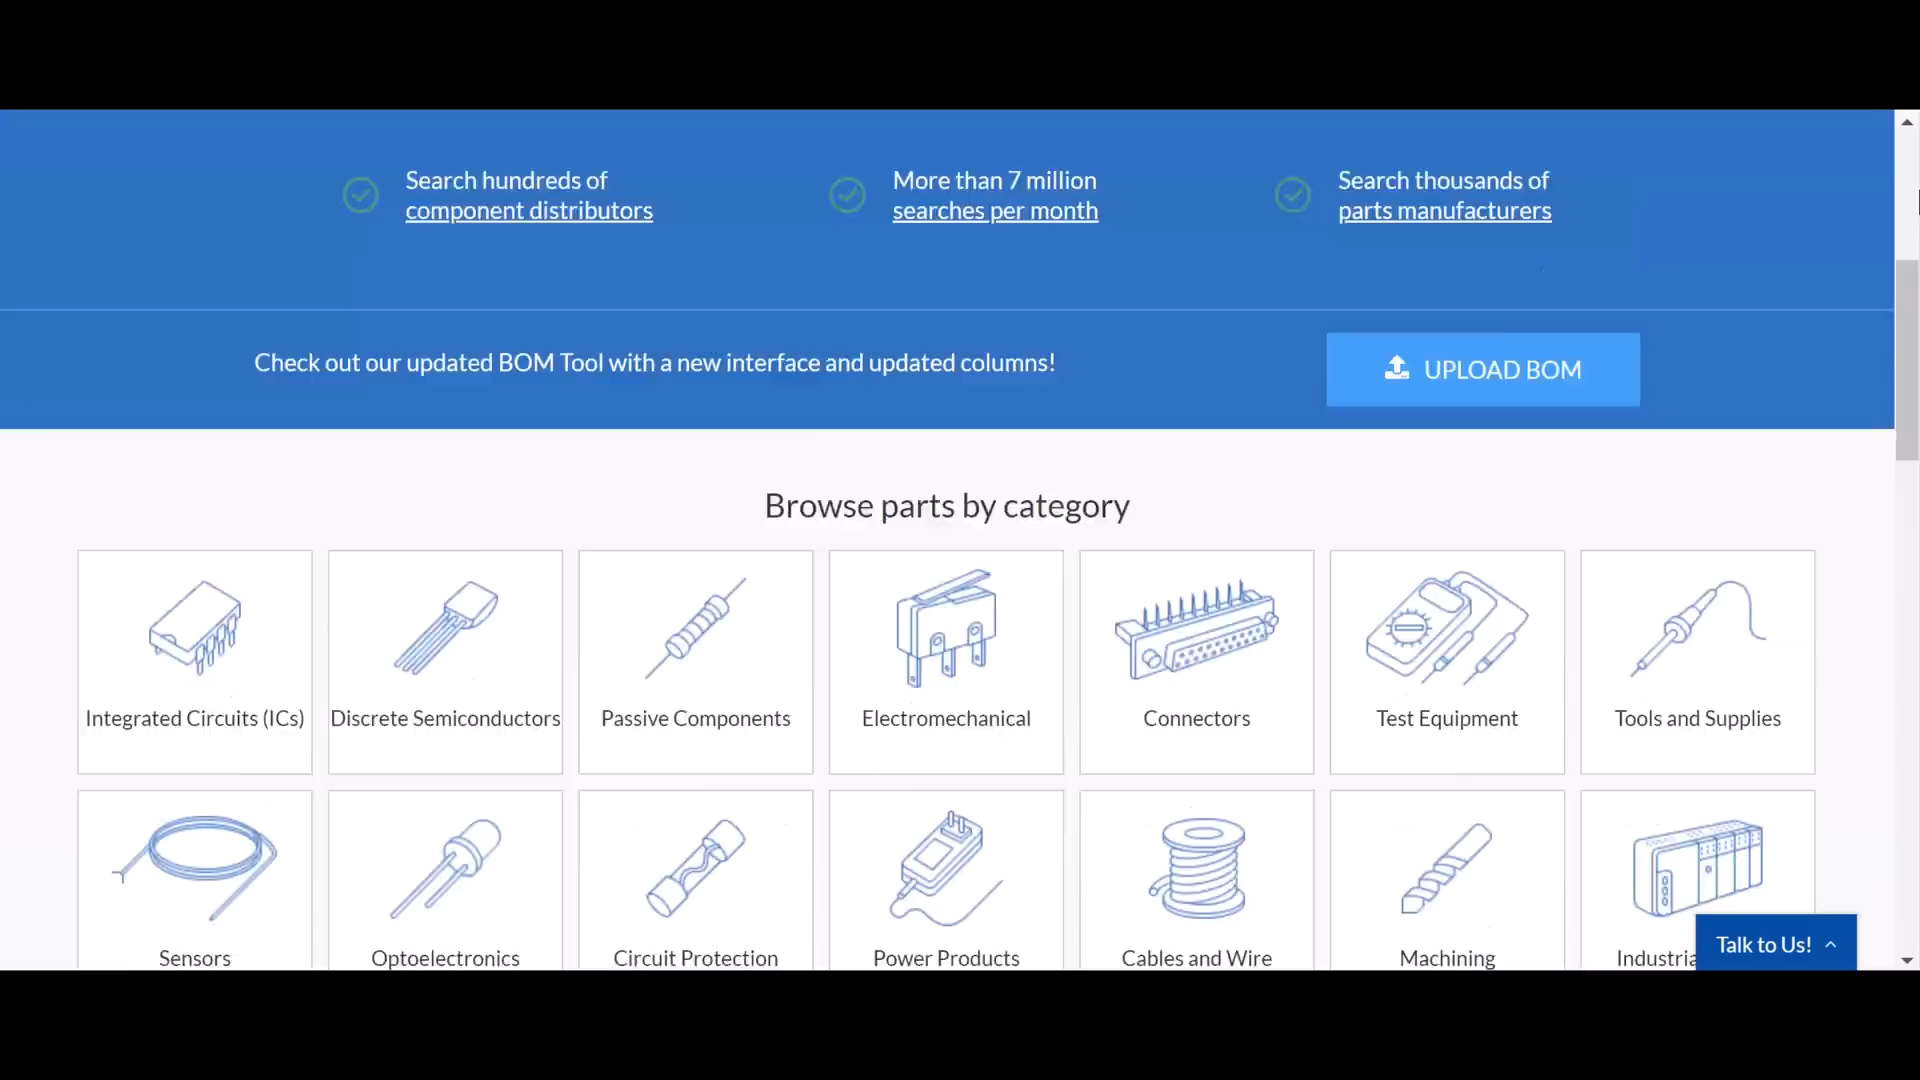 Search hundreds of
component distributors
More than 7 million
searches per month
Search thousands of
parts manufacturers
Check out our updated BOM Tool with a new interface and updated columns!
UPLOAD BOM
Browse parts by category
Integrated Circuits (ICs)
Discrete Semiconductors
Passive Components
Electromechanical
Connectors
Test Equipment
Tools and Supplies
Sensors
Optoelectronics
Circuit Protection
Power Products
Cables and Wire
Machining
Talk to Us!